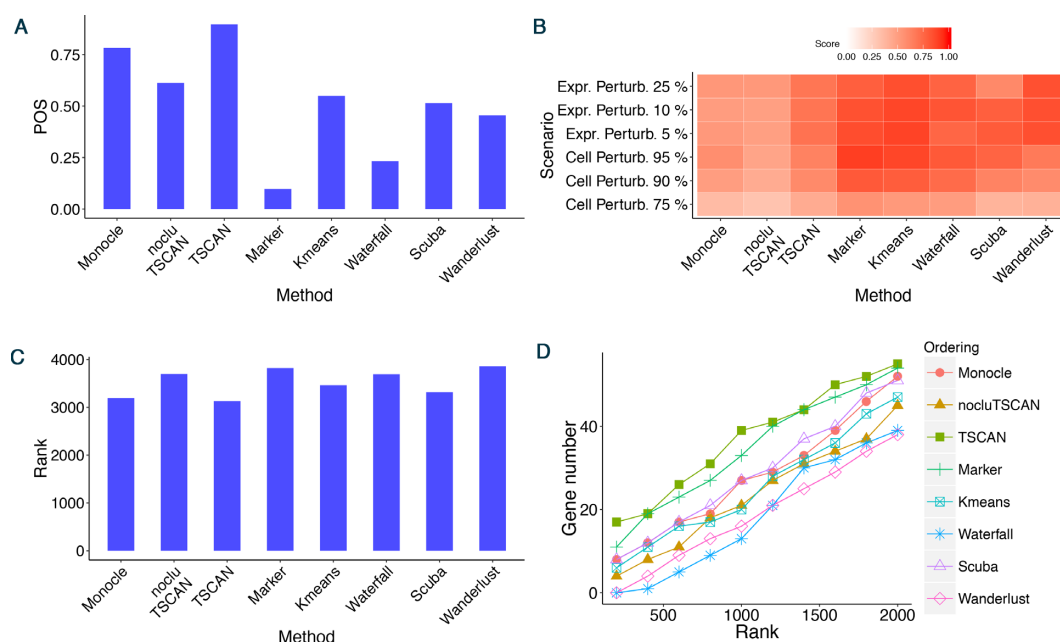 A
POS
0.75
0.50
0.25
0.00
Monocle
noclu
TSCAN
TSCAN
Marker
Kmeans
Waterfall
Scuba
Wanderlust
Method
B
Score
0.00 0.25 0.50 0.75 1.00
Scenario
Expr. Perturb. 25 %
Expr. Perturb. 10 %
Expr. Perturb. 5 %
Cell Perturb. 95 %
Cell Perturb. 90 %
Cell Perturb. 75 %
Monocle
noclu
TSCAN
TSCAN
Marker
Kmeans
Waterfall
Scuba
Wanderlust
Method
C
Rank
4000
3000
2000
1000
0
Monocle
noclu
TSCAN
TSCAN
Marker
Kmeans
Waterfall
Scuba
Wanderlust
Method
D
Gene number
40
20
0
500 1000 1500 2000
Rank
Ordering
Monocle
nocluTSCAN
TSCAN
Marker
Kmeans
Waterfall
Scuba
Wanderlust